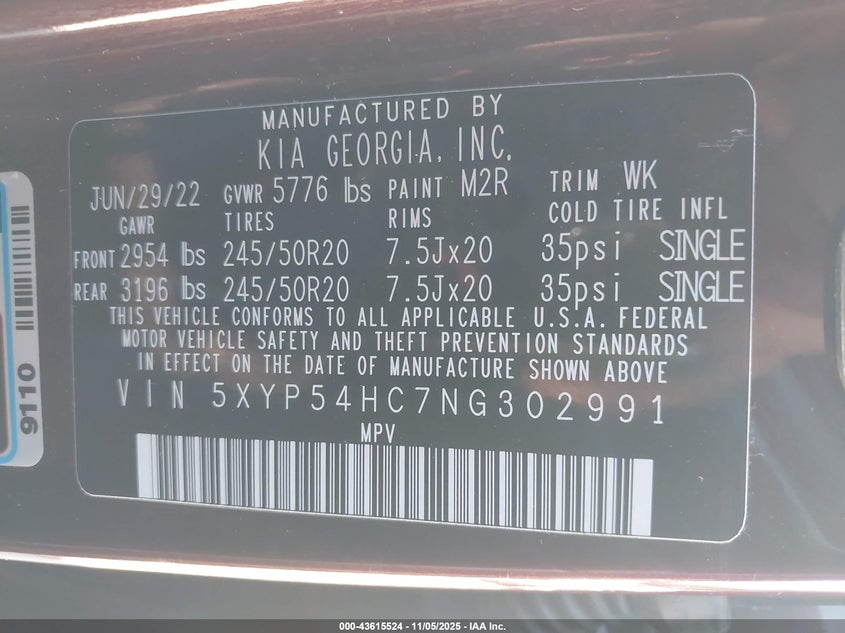 MANUFACTURED BY
KIA GEORGIA, INC.
JUN/29/22 GVWR 5776 lbs PAINT M2R TRIM WK
GAWR TIRES RIMS COLD TIRE INFL
FRONT 2954 lbs 245/50R20 7.5Jx20 35psi SINGLE
REAR 3196 lbs 245/50R20 7.5Jx20 35psi SINGLE
THIS VEHICLE CONFORMS TO ALL APPLICABLE U.S.A. FEDERAL
MOTOR VEHICLE SAFETY AND THEFT PREVENTION STANDARDS
IN EFFECT ON THE DATE OF MANUFACTURE SHOWN ABOVE
VIN 5XYP54HC7NG302991
MPV
9110
000-43615524 - 11/05/2025 - IAA Inc.